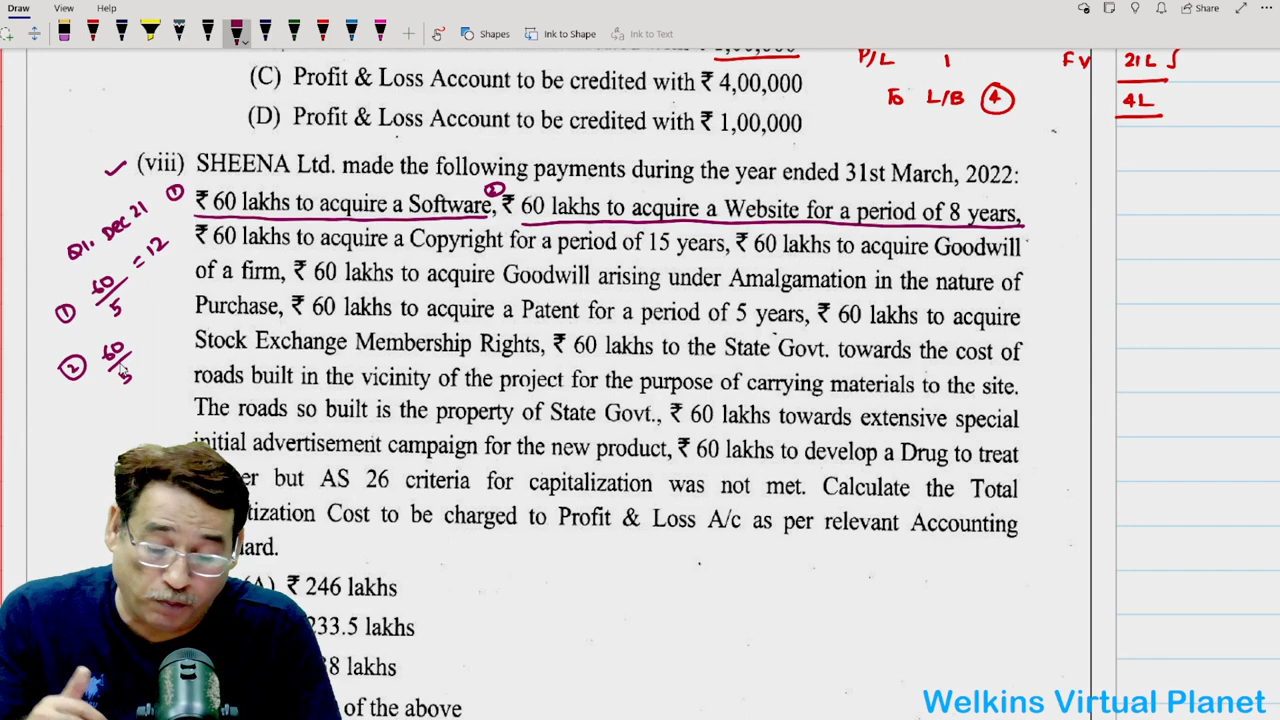 Draw View Help
Share
Shapes Ink to Shape Ink to Text
(C) Profit & Loss Account to be credited with ₹ 4,00,000
(D) Profit & Loss Account to be credited with ₹ 1,00,000
P/L 1 FV 21 L
To L/B 4 4L
(viii) SHEENA Ltd. made the following payments during the year ended 31st March, 2022:
₹ 60 lakhs to acquire a Software, ₹ 60 lakhs to acquire a Website for a period of 8 years,
₹ 60 lakhs to acquire a Copyright for a period of 15 years, ₹ 60 lakhs to acquire Goodwill
of a firm, ₹ 60 lakhs to acquire Goodwill arising under Amalgamation in the nature of
Purchase, ₹ 60 lakhs to acquire a Patent for a period of 5 years, ₹ 60 lakhs to acquire
Stock Exchange Membership Rights, ₹ 60 lakhs to the State Govt. towards the cost of
roads built in the vicinity of the project for the purpose of carrying materials to the site.
The roads so built is the property of State Govt., ₹ 60 lakhs towards extensive special
initial advertisement campaign for the new product, ₹ 60 lakhs to develop a Drug to treat
but AS 26 criteria for capitalization was not met. Calculate the Total
Cost to be charged to Profit & Loss A/c as per relevant Accounting
(A) ₹ 246 lakhs
233.5 lakhs
lakhs
of the above
1
2
Q1. Dec 21
1 60/5 = 12
2 60/5
Welkins Virtual Planet